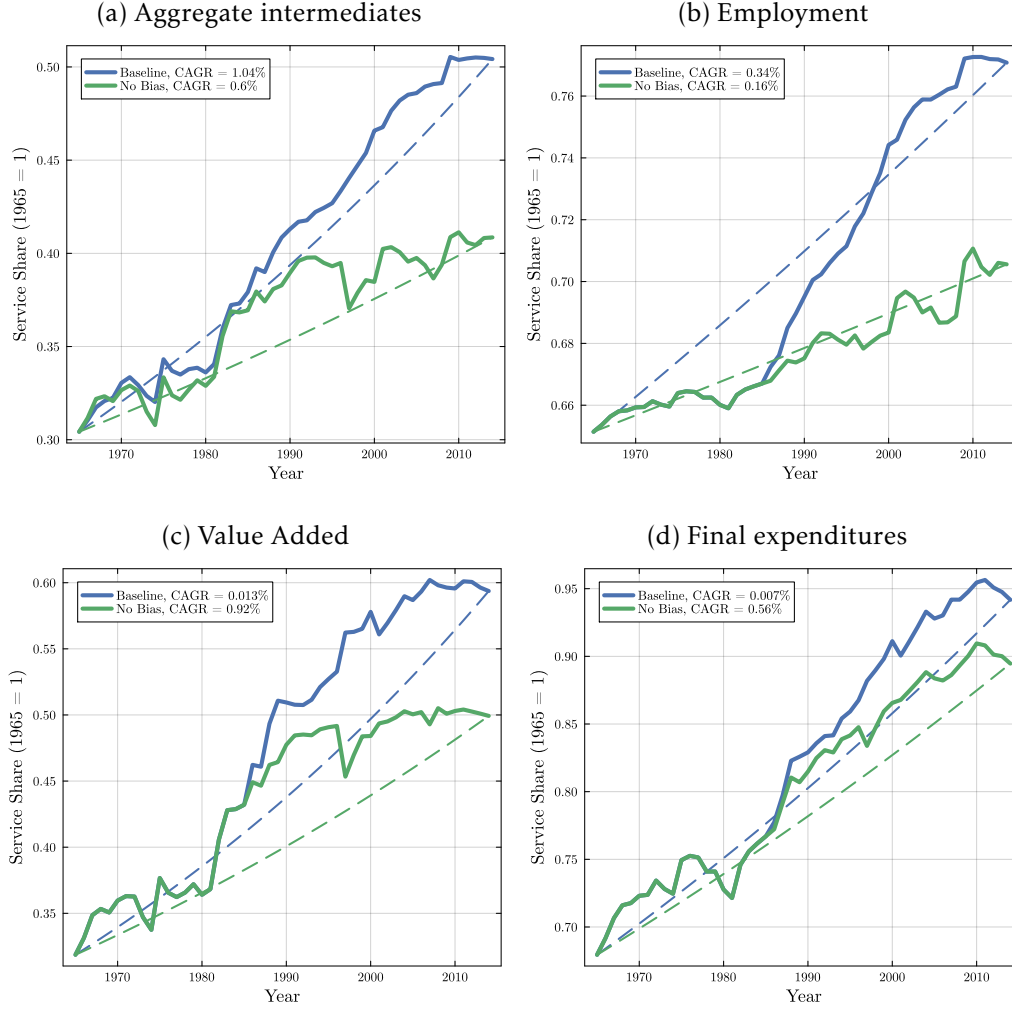 (a) Aggregate intermediates
Baseline, CAGR = 1.04%
No Bias, CAGR = 0.6%
Service Share (1965 = 1)
0.50
0.45
0.40
0.35
0.30
1970
1980
1990
2000
2010
Year
(b) Employment
Baseline, CAGR = 0.34%
No Bias, CAGR = 0.16%
Service Share (1965 = 1)
0.76
0.74
0.72
0.70
0.68
0.66
1970
1980
1990
2000
2010
Year
(c) Value Added
Baseline, CAGR = 0.013%
No Bias, CAGR = 0.92%
Service Share (1965 = 1)
0.60
0.55
0.50
0.45
0.40
0.35
1970
1980
1990
2000
2010
Year
(d) Final expenditures
Baseline, CAGR = 0.007%
No Bias, CAGR = 0.56%
Service Share (1965 = 1)
0.95
0.90
0.85
0.80
0.75
0.70
1970
1980
1990
2000
2010
Year